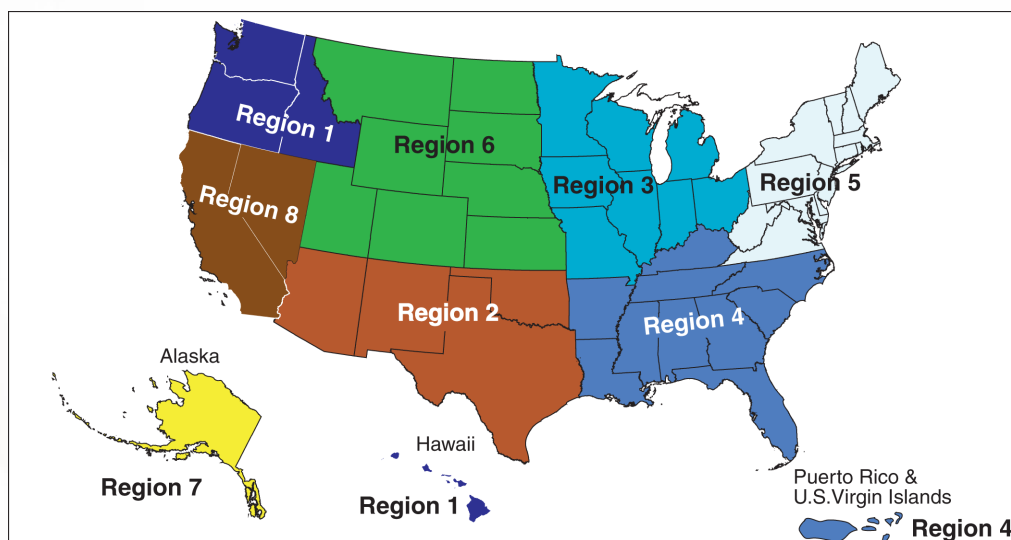 Region 1
Region 6
Region 3
Region 5
Region 8
Region 2
Region 4
Alaska
Region 7
Hawaii
Region 1
Puerto Rico &
U.S.Virgin Islands
Region 4